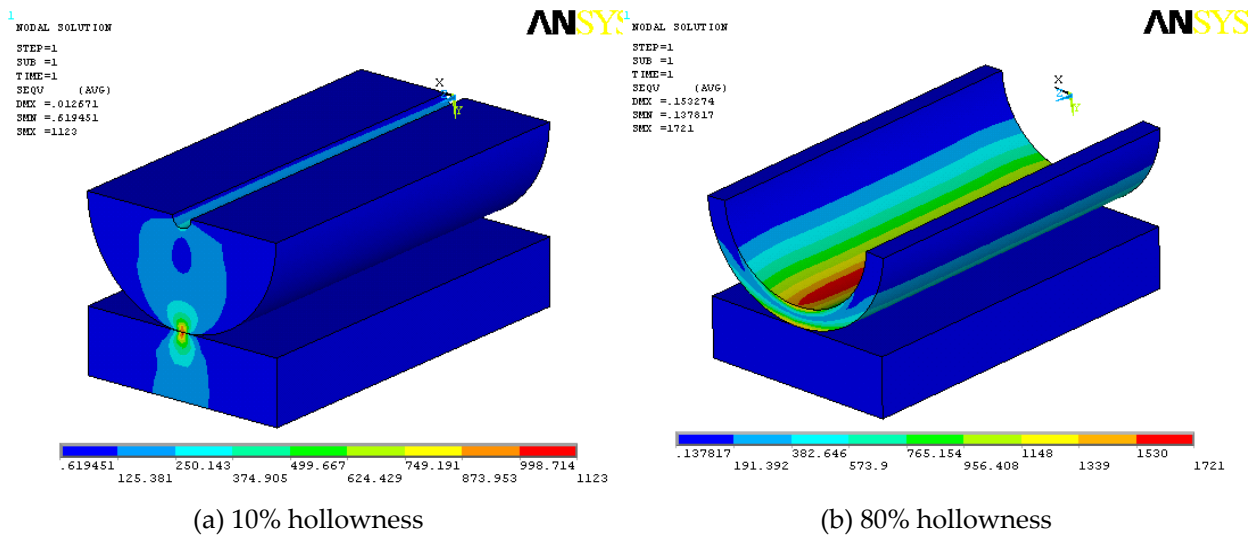 1
NODAL SOLUTION
STEP=1
SUB =1
TIME=1
SEQV (AVG)
DMX =.012671
SMN =.619451
SMX =1123
ANSYS
X
Z
Y
.619451 250.143 499.667 749.191 998.714
125.381 374.905 624.429 873.953 1123
(a) 10% hollowness
1
NODAL SOLUTION
STEP=1
SUB =1
TIME=1
SEQV (AVG)
DMX =.153274
SMN =.137817
SMX =1721
ANSYS
X
Z
Y
.137817 382.646 765.154 1148 1530
191.392 573.9 956.408 1339 1721
(b) 80% hollowness